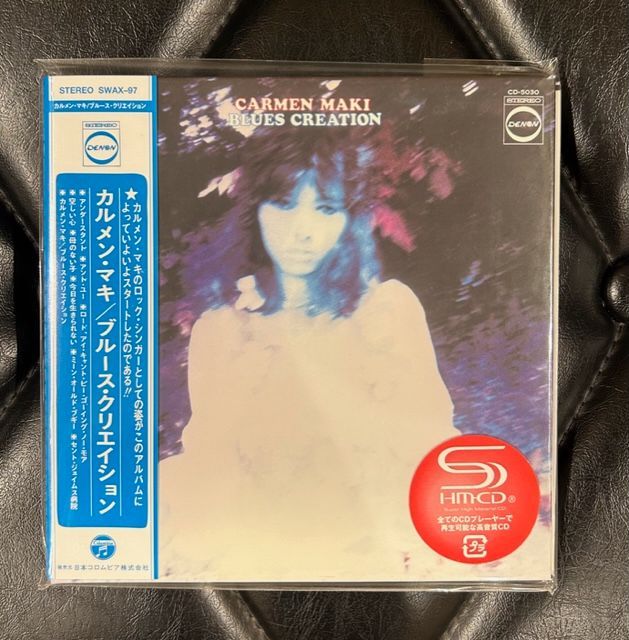 STEREO SWAX-97
カルメン・マキ/ブルース・クリエイション
STEREO
DENON
★カルメン・マキのロック・シンガーとしての姿がこのアルバムに
よっていよいよスタートしたのである!!
カルメン・マキ/ブルース・クリエイション
※アンダースタンド ※アンド・ユー ※ロード、アイ・キャント・ビー・ゴーイング・ノー・モア
※空しい心 ※母のない子 ※今日を生きられない ※ミーン・オールド・ブギー ※セント・ジェイムス病院
※カルメン・マキ/ブルース・クリエイション
Columbia
発売元 日本コロムビア株式会社
CARMEN MAKI
BLUES CREATION
CD-5030
STEREO
DENON
SHM-CD®
Super High Material CD
全てのCDプレーヤーで
再生可能な高音質CD
プラ